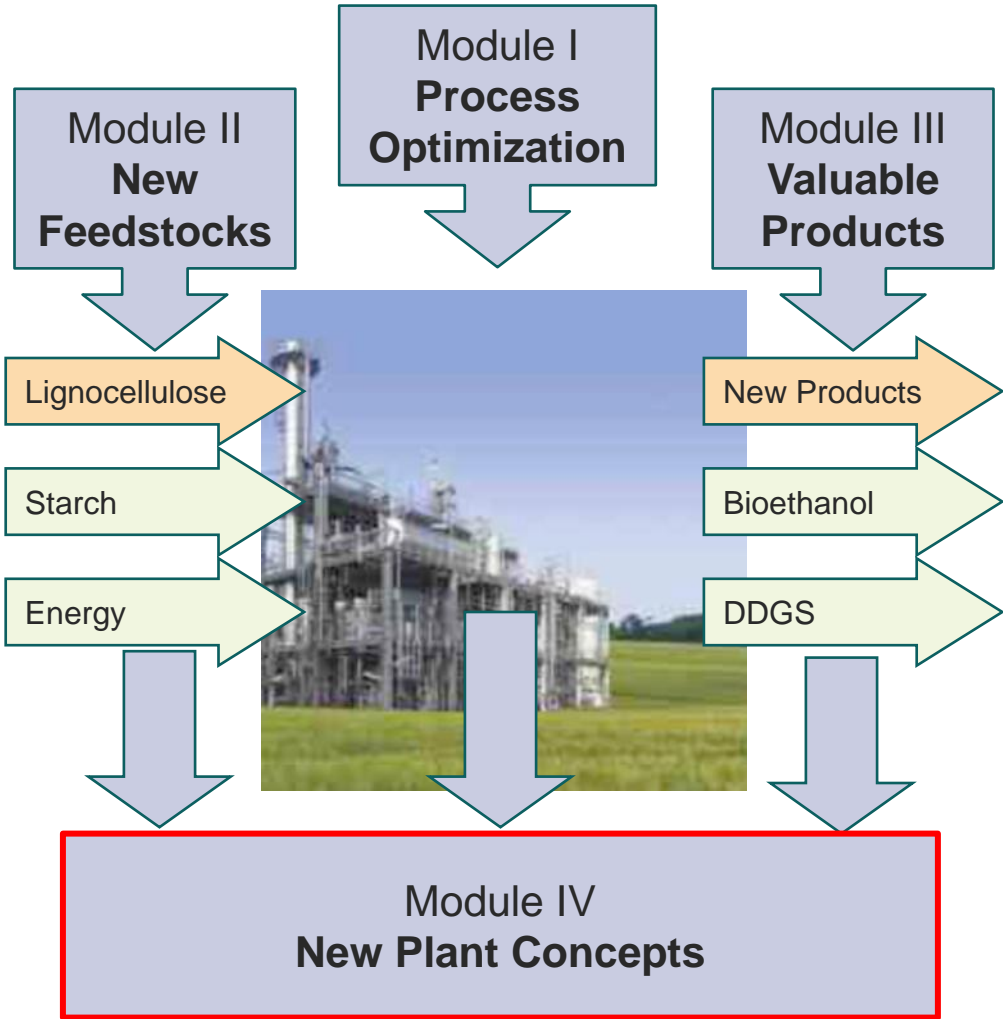 Module I
Process
Optimization
Module II
New
Feedstocks
Module III
Valuable
Products
Lignocellulose
New Products
Starch
Bioethanol
Energy
DDGS
Module IV
New Plant Concepts